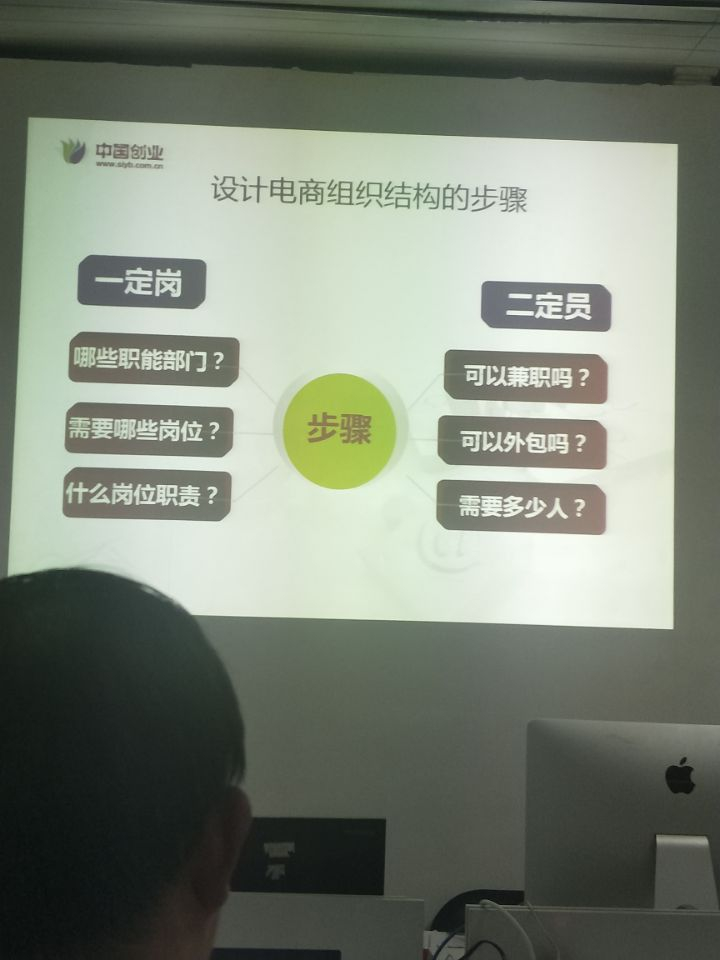 中国创业
www.siyb.com.cn
设计电商组织结构的步骤
一定岗
哪些职能部门？
需要哪些岗位？
什么岗位职责？
步骤
二定员
可以兼职吗？
可以外包吗？
需要多少人？